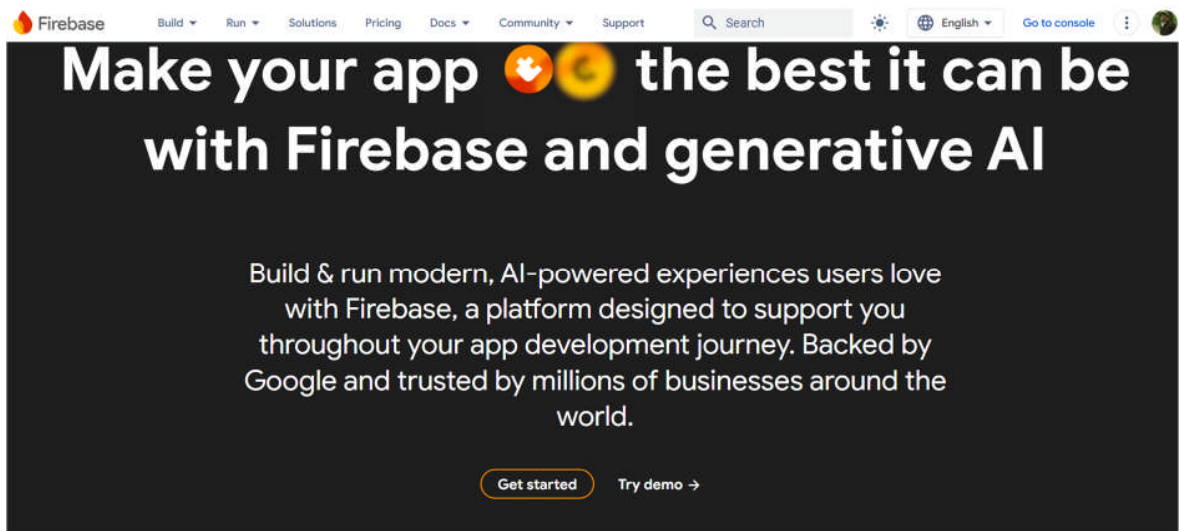 Firebase Build Run Solutions Pricing Docs Community Support Search English Go to console
Make your app the best it can be
with Firebase and generative AI
Build & run modern, AI-powered experiences users love
with Firebase, a platform designed to support you
throughout your app development journey. Backed by
Google and trusted by millions of businesses around the
world.
Get started Try demo →